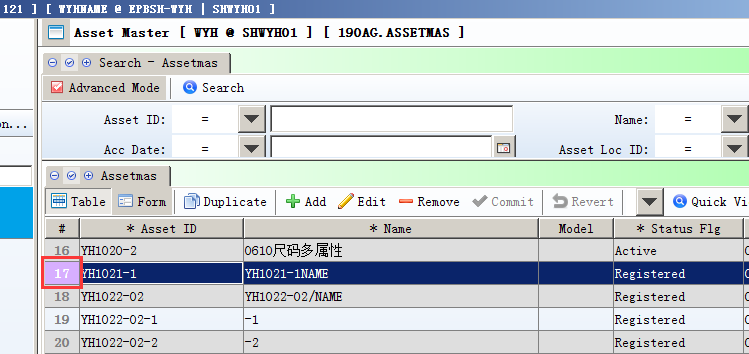 121 ] [ WYHNAME @ EPBSH-WYH | SHWYH01 ]
Asset Master [ WYH @ SHWYH01 ] [ 190AG.ASSETMAS ]
Search - Assetmas
Advanced Mode Search
on...
Asset ID: = Name: =
Acc Date: = Asset Loc ID: =
Assetmas
Table Form Duplicate Add Edit Remove Commit Revert Quick Vi
# * Asset ID * Name Model * Status Flg
16 YH1020-2 0610尺码多属性 Active
17 YH1021-1 YH1021-1NAME Registered
18 YH1022-02 YH1022-02/NAME Registered
19 YH1022-02-1 -1 Registered
20 YH1022-02-2 -2 Registered